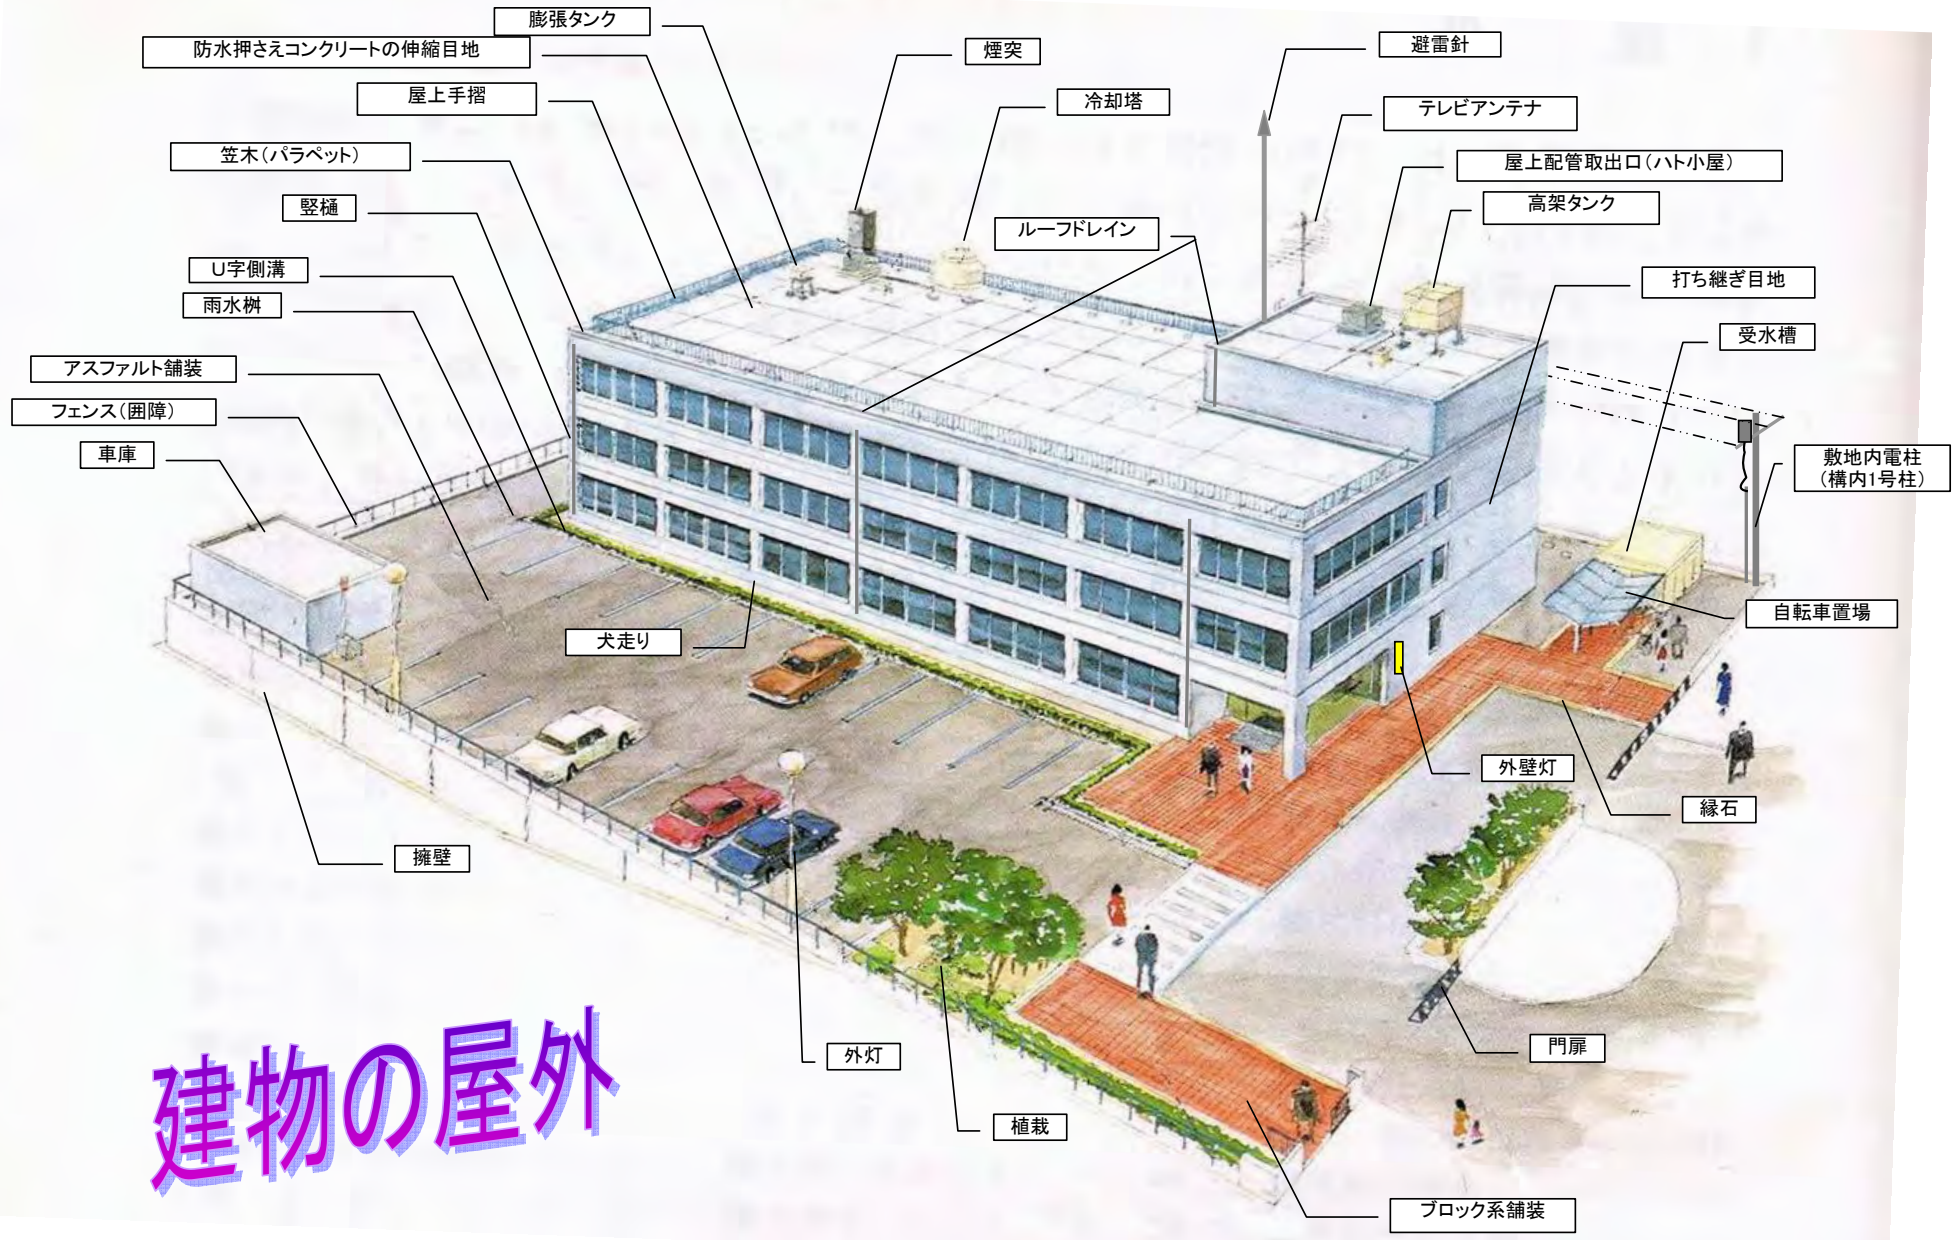 膨張タンク
防水押さえコンクリートの伸縮目地
煙突
避雷針
屋上手摺
冷却塔
テレビアンテナ
笠木(パラペット)
屋上配管取出口(ハト小屋)
竪樋
高架タンク
ルーフドレイン
U字側溝
打ち継ぎ目地
雨水桝
受水槽
アスファルト舗装
フェンス(囲障)
車庫
敷地内電柱
(構内1号柱)
自転車置場
犬走り
外壁灯
縁石
擁壁
外灯
門扉
植栽
ブロック系舗装
建物の屋外